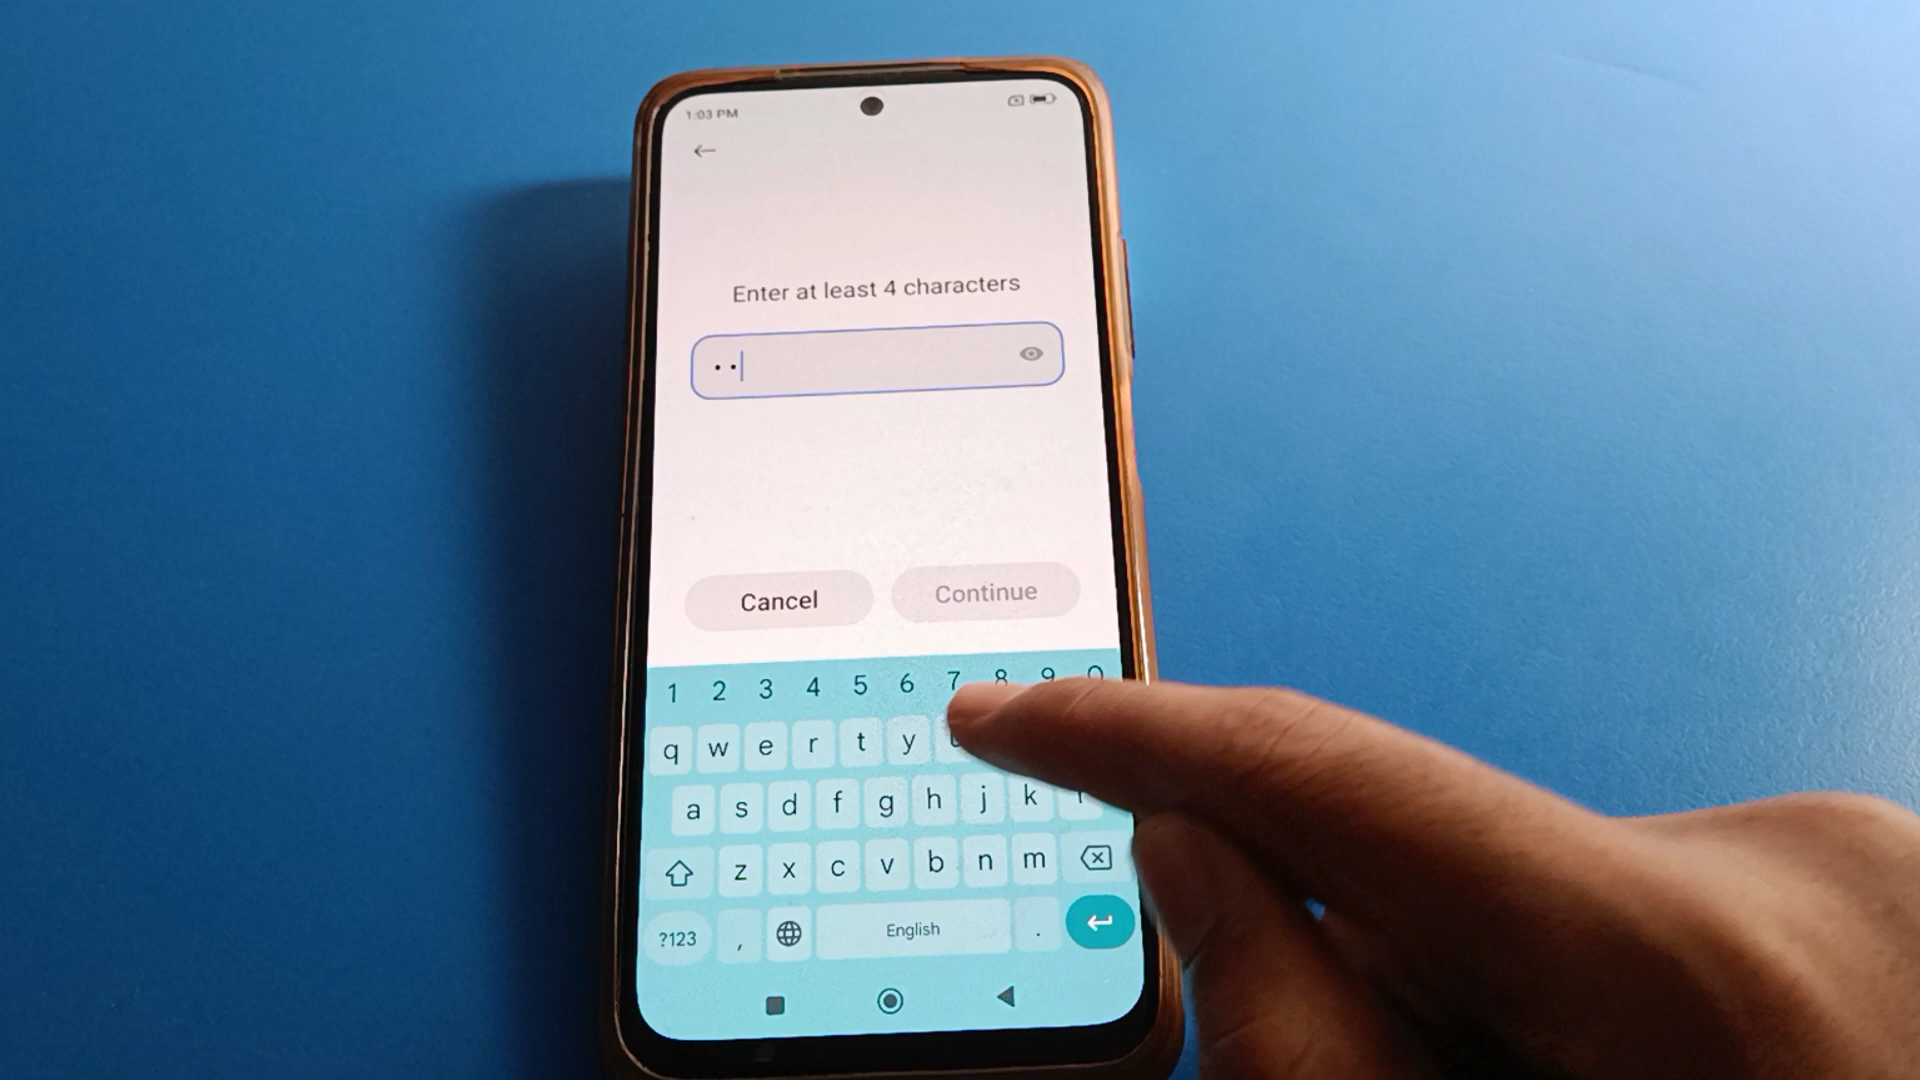 1:03 PM
Enter at least 4 characters
Cancel
Continue
1 2 3 4 5 6 7 8 9 0
q w e r t y u
a s d f g h j k l
z x c v b n m
?123 , English .